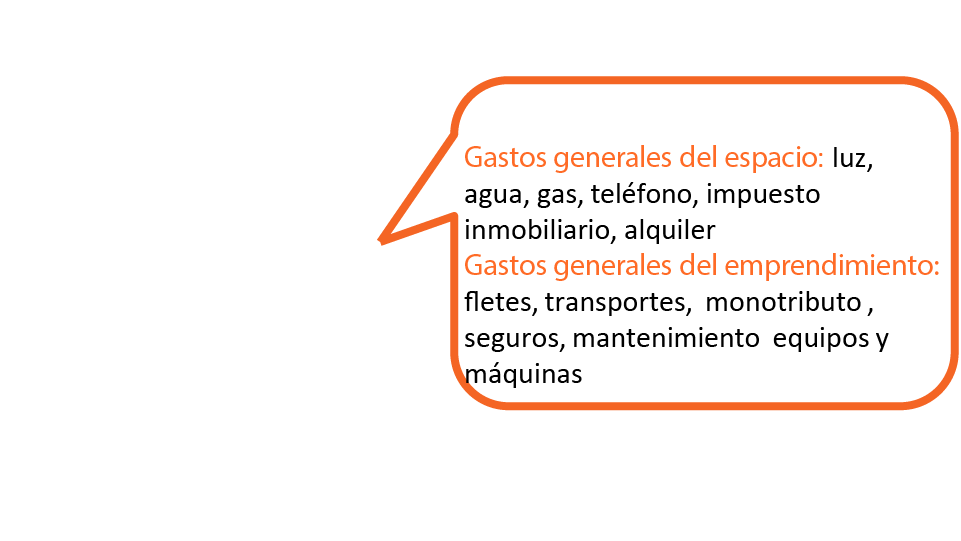 Gastos generales del espacio: luz,
agua, gas, teléfono, impuesto
inmobiliario, alquiler
Gastos generales del emprendimiento:
fletes, transportes,  monotributo ,
seguros, mantenimiento  equipos y
máquinas